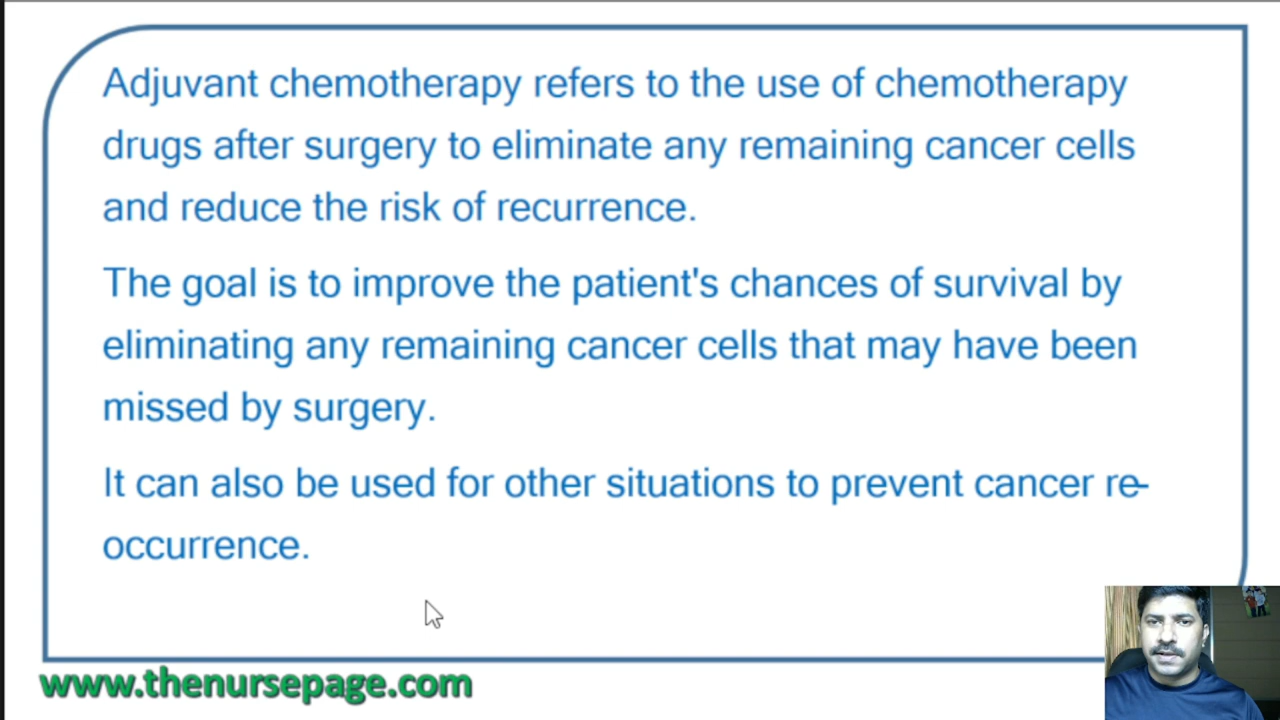 Adjuvant chemotherapy refers to the use of chemotherapy
drugs after surgery to eliminate any remaining cancer cells
and reduce the risk of recurrence.
The goal is to improve the patient's chances of survival by
eliminating any remaining cancer cells that may have been
missed by surgery.
It can also be used for other situations to prevent cancer re-
occurrence.
www.thenursepage.com